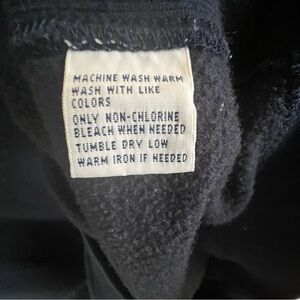 MACHINE WASH WARM
WASH WITH LIKE
COLORS
ONLY NON-CHLORINE
BLEACH WHEN NEEDED
TUMBLE DRY LOW
WARM IRON IF NEEDED